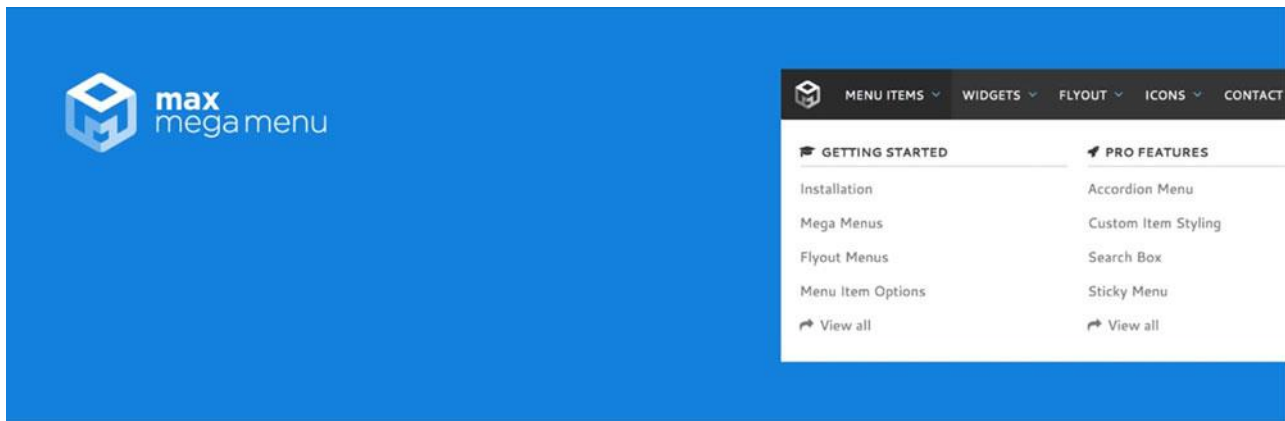 max
mega menu
MENU ITEMS WIDGETS FLYOUT ICONS CONTACT
GETTING STARTED
Installation
Mega Menus
Flyout Menus
Menu Item Options
View all
PRO FEATURES
Accordion Menu
Custom Item Styling
Search Box
Sticky Menu
View all